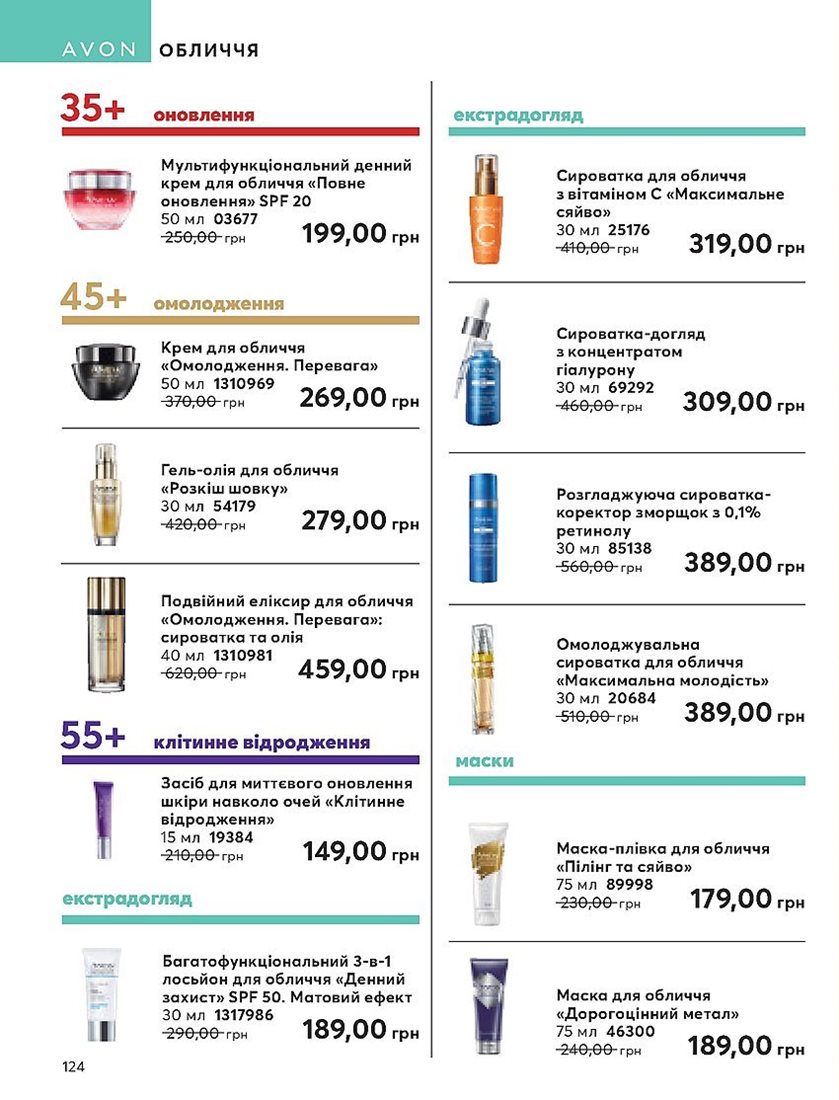 AVON ОБЛИЧЧЯ
35+ оновлення
Мультифункціональний денний
крем для обличчя «Повне
оновлення» SPF 20
50 мл 03677
250,00 грн 199,00 грн
45+ омолодження
Крем для обличчя
«Омолодження. Перевага»
50 мл 1310969
370,00 грн 269,00 грн
Гель-олія для обличчя
«Розкіш шовку»
30 мл 54179
420,00 грн 279,00 грн
Подвійний еліксир для обличчя
«Омолодження. Перевага»:
сироватка та олія
40 мл 1310981
620,00 грн 459,00 грн
55+ клітинне відродження
Засіб для миттєвого оновлення
шкіри навколо очей «Клітинне
відродження»
15 мл 19384
210,00 грн 149,00 грн
екстрадогляд
Багатофункціональний 3-в-1
лосьйон для обличчя «Денний
захист» SPF 50. Матовий ефект
30 мл 1317986
290,00 грн 189,00 грн
124
екстрадогляд
C
Сироватка для обличчя
з вітаміном С «Максимальне
сяйво»
30 мл 25176
410,00 грн 319,00 грн
Сироватка-догляд
з концентратом
гіалурону
30 мл 69292
460,00 грн 309,00 грн
Розгладжуюча сироватка-
коректор зморщок з 0,1%
ретинолу
30 мл 85138
560,00 грн 389,00 грн
Омолоджувальна
сироватка для обличчя
«Максимальна молодість»
30 мл 20684
510,00 грн 389,00 грн
маски
Маска-плівка для обличчя
«Пілінг та сяйво»
75 мл 89998
230,00 грн 179,00 грн
Маска для обличчя
«Дорогоцінний метал»
75 мл 46300
240,00 грн 189,00 грн